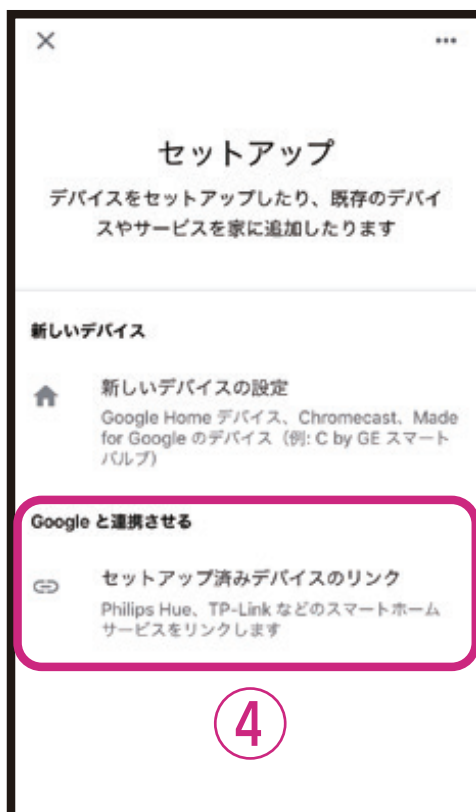 セットアップ
デバイスをセットアップしたり、既存のデバイ
スやサービスを家に追加したります
新しいデバイス
新しいデバイスの設定
Google Home デバイス、Chromecast、Made
for Google のデバイス（例: C by GE スマート
バルブ）
Google と連携させる
セットアップ済みデバイスのリンク
Philips Hue、TP-Link などのスマートホーム
サービスをリンクします
④